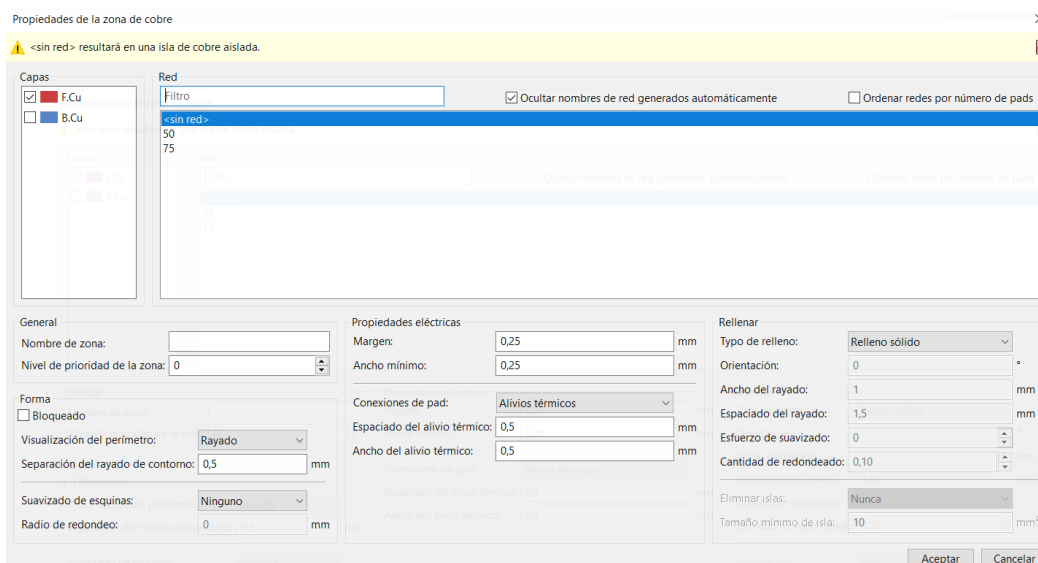 Propiedades de la zona de cobre
<sin red> resultará en una isla de cobre aislada.
Capas
F.Cu
B.Cu
Red
Filtro
Ocultar nombres de red generados automáticamente
Ordenar redes por número de pads
<sin red>
50
75
General
Nombre de zona:
Nivel de prioridad de la zona: 0
Forma
Bloqueado
Visualización del perímetro: Rayado
Separación del rayado de contorno: 0,5 mm
Suavizado de esquinas: Ninguno
Radio de redondeo: 0 mm
Propiedades eléctricas
Margen: 0,25 mm
Ancho mínimo: 0,25 mm
Conexiones de pad: Alivios térmicos
Espaciado del alivio térmico: 0,5 mm
Ancho del alivio térmico: 0,5 mm
Rellenar
Typo de relleno: Relleno sólido
Orientación: 0 °
Ancho del rayado: 1 mm
Espaciado del rayado: 1,5 mm
Esfuerzo de suavizado: 0
Cantidad de redondeado: 0,10
Eliminar islas: Nunca
Tamaño mínimo de isla: 10 mm²
Aceptar
Cancelar